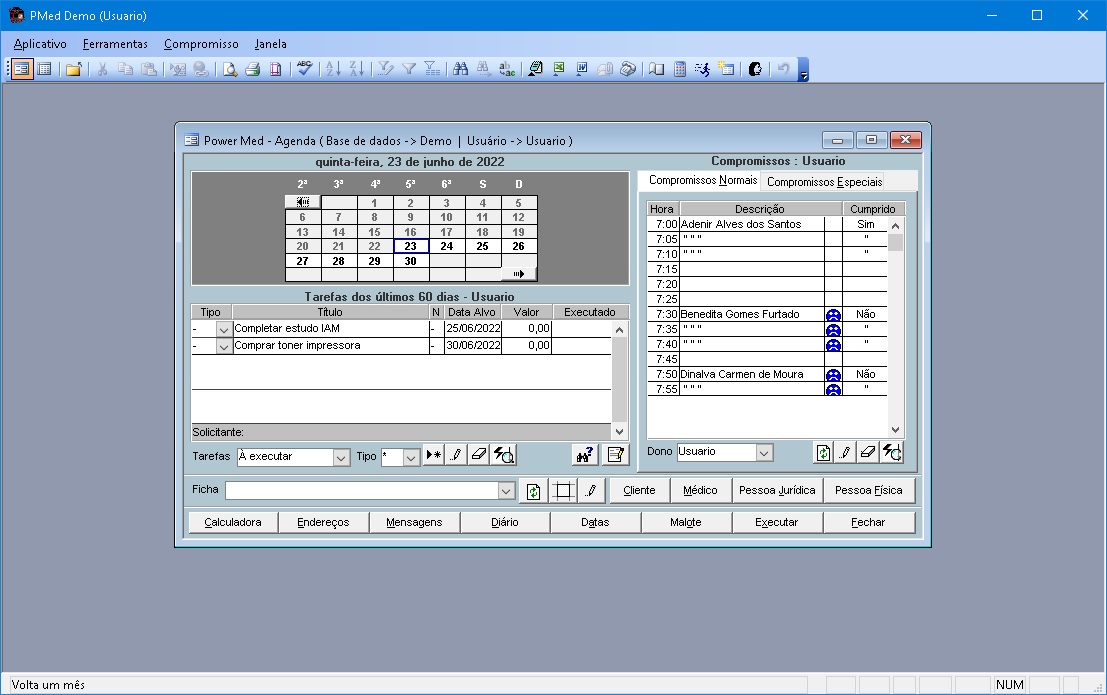 PMed Demo (Usuario)
Aplicativo Ferramentas Compromisso Janela
Power Med - Agenda ( Base de dados -> Demo | Usuário -> Usuario )
quinta-feira, 23 de junho de 2022
2ª 3ª 4ª 5ª 6ª S D
1 2 3 4 5
6 7 8 9 10 11 12
13 14 15 16 17 18 19
20 21 22 23 24 25 26
27 28 29 30
Tarefas dos últimos 60 dias - Usuario
Tipo Título N Data Alvo Valor Executado
- Completar estudo IAM - 25/06/2022 0,00
- Comprar toner impressora - 30/06/2022 0,00
Solicitante:
Tarefas À executar Tipo *
Compromissos : Usuario
Compromissos Normais Compromissos Especiais
Hora Descrição Cumprido
7:00 Adenir Alves dos Santos Sim
7:05 " " " "
7:10 " " " "
7:15
7:20
7:25
7:30 Benedita Gomes Furtado Não
7:35 " " " "
7:40 " " " "
7:45
7:50 Dinalva Carmen de Moura Não
7:55 " " " "
Dono Usuario
Ficha Cliente Médico Pessoa Jurídica Pessoa Física
Calculadora Endereços Mensagens Diário Datas Malote Executar Fechar
Volta um mês NUM